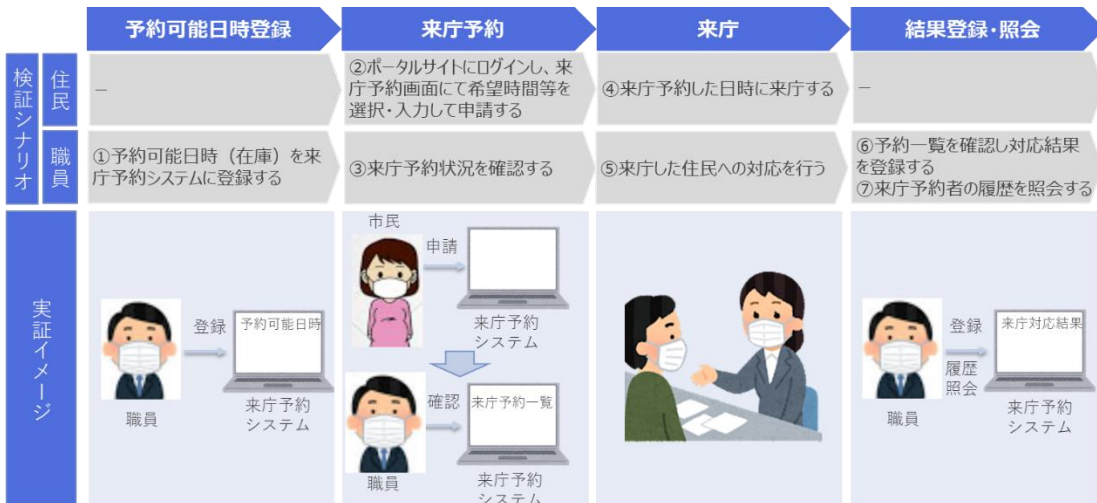 予約可能日時登録
来庁予約
来庁
結果登録・照会
検証シナリオ
住民
－
②ポータルサイトにログインし、来
庁予約画面にて希望時間等を
選択・入力して申請する
④来庁予約した日時に来庁する
－
職員
①予約可能日時（在庫）を来
庁予約システムに登録する
③来庁予約状況を確認する
⑤来庁した住民への対応を行う
⑥予約一覧を確認し対応結果
を登録する
⑦来庁予約者の履歴を照会する
実証イメージ
登録
予約可能日時
職員
来庁予約
システム
市民
申請
来庁予約
システム
確認
来庁予約一覧
職員
来庁予約
システム
登録
履歴
照会
来庁対応結果
職員
来庁予約
システム